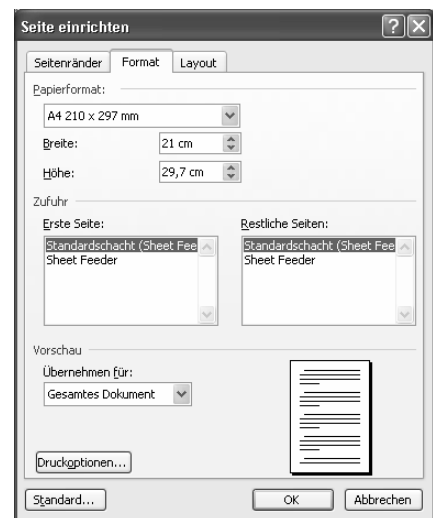 Seite einrichten
Seitenränder Format Layout
Papierformat:
A4 210 x 297 mm
Breite: 21 cm
Höhe: 29,7 cm
Zufuhr
Erste Seite: Restliche Seiten:
Standardschacht (Sheet Fee Standardschacht (Sheet Fee
Sheet Feeder Sheet Feeder
Vorschau
Übernehmen für:
Gesamtes Dokument
Druckoptionen...
Standard... OK Abbrechen